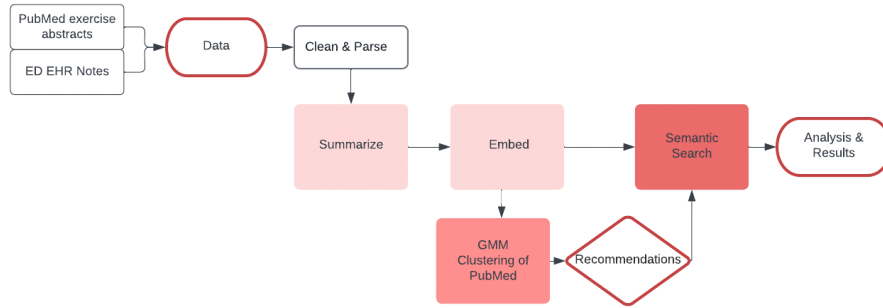 PubMed exercise
abstracts
ED EHR Notes
Data
Clean & Parse
Summarize
Embed
Semantic
Search
Analysis &
Results
GMM
Clustering of
PubMed
Recommendations